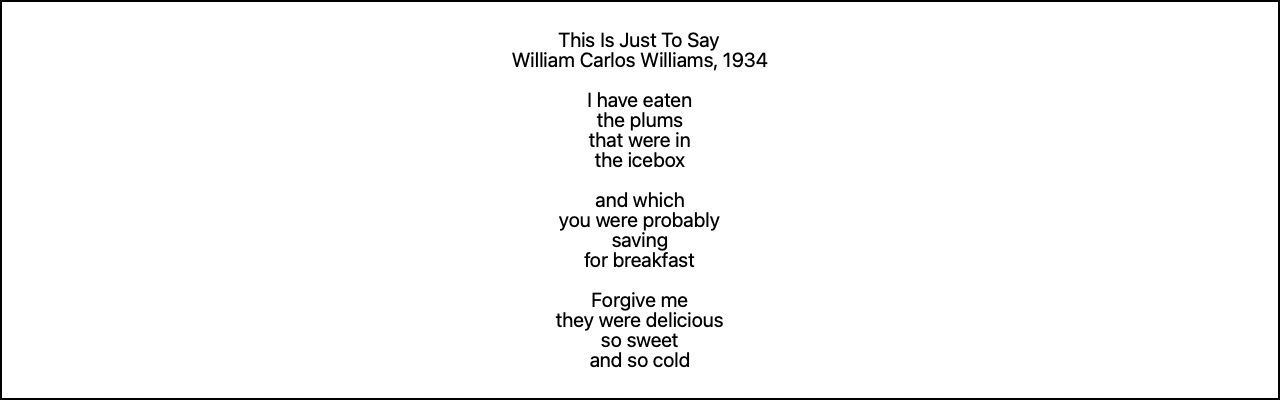 This Is Just To Say
William Carlos Williams, 1934
I have eaten
the plums
that were in
the icebox
and which
you were probably
saving
for breakfast
Forgive me
they were delicious
so sweet
and so cold